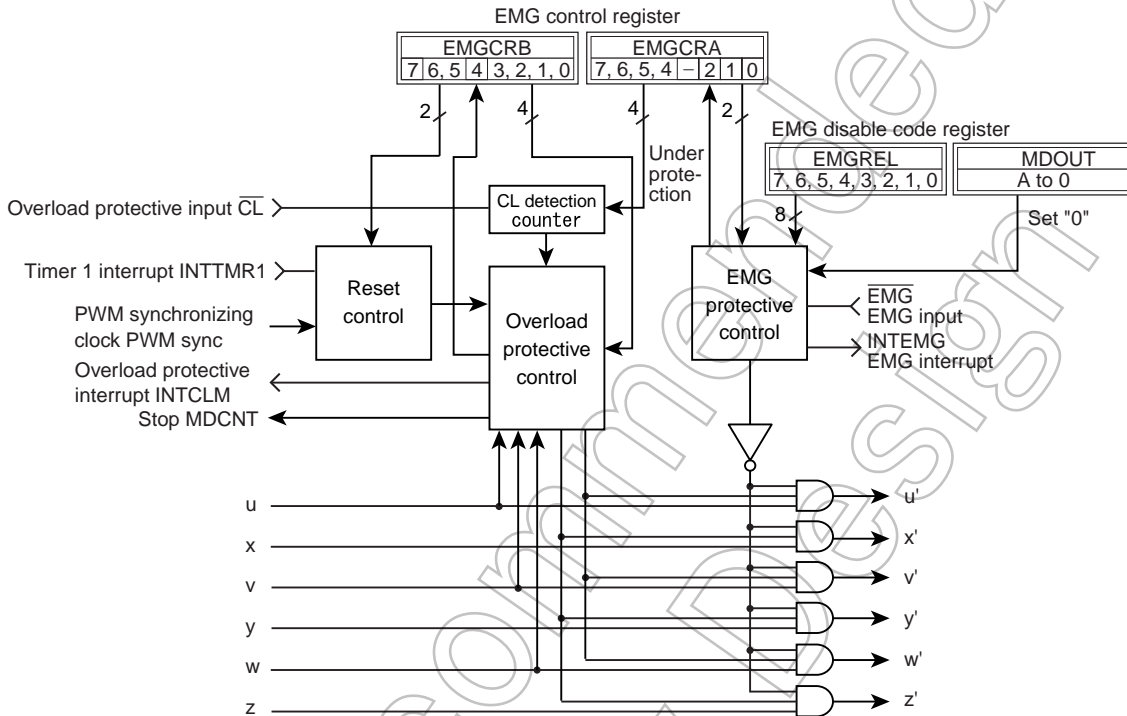 EMG control register
EMGCRB
7 6, 5 4 3, 2, 1, 0
EMGCRA
7, 6, 5, 4 – 2 1 0
2
4
4
2
EMG disable code register
EMGREL
7, 6, 5, 4, 3, 2, 1, 0
MDOUT
A to 0
Under
prote-
ction
8
Set "0"
Overload protective input CL
CL detection
counter
Timer 1 interrupt INTTMR1
Reset
control
PWM synchronizing
clock PWM sync
Overload
protective
control
EMG
protective
control
EMG
EMG input
INTEMG
EMG interrupt
Overload protective
interrupt INTCLM
Stop MDCNT
u
u'
x
x'
v
v'
y
y'
w
w'
z
z'